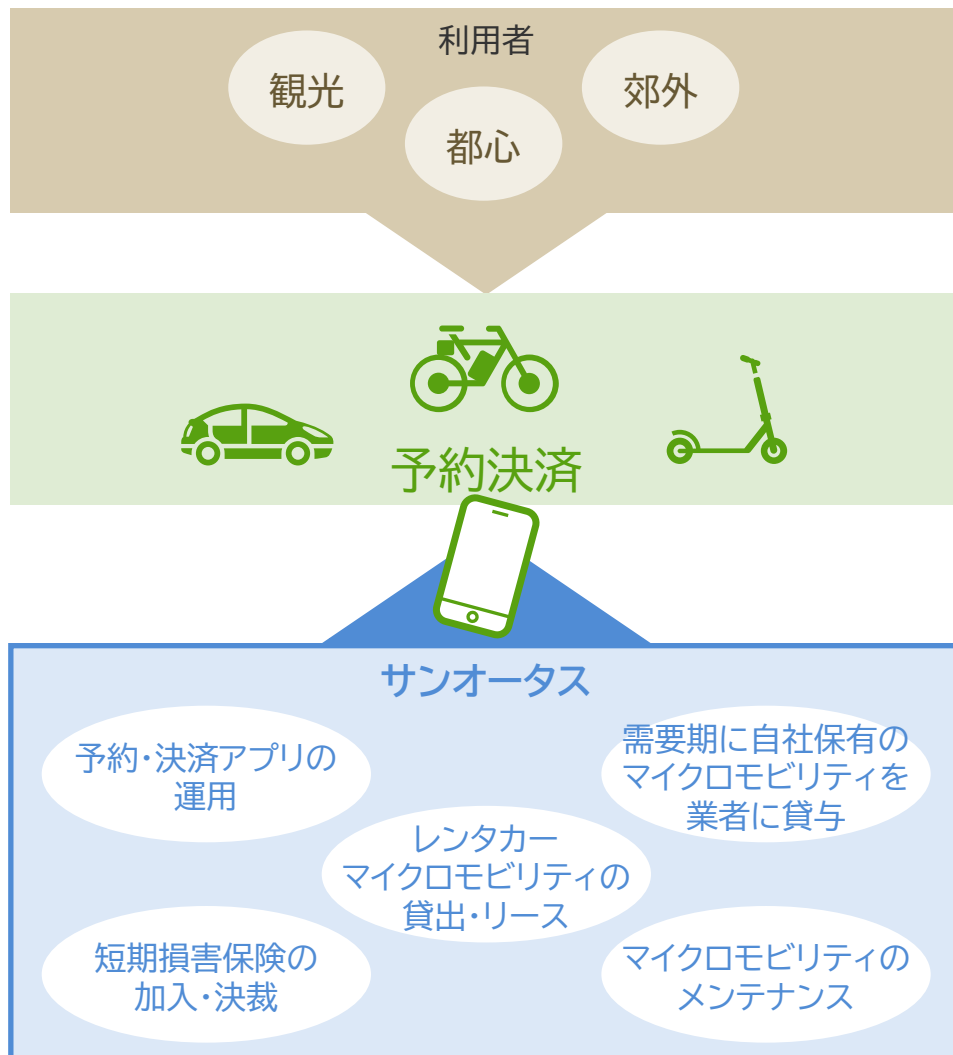 利用者
観光
都心
郊外
予約決済
サンオータス
予約・決済アプリの
運用
需要期に自社保有の
マイクロモビリティを
業者に貸与
レンタカー
マイクロモビリティの
貸出・リース
短期損害保険の
加入・決裁
マイクロモビリティの
メンテナンス